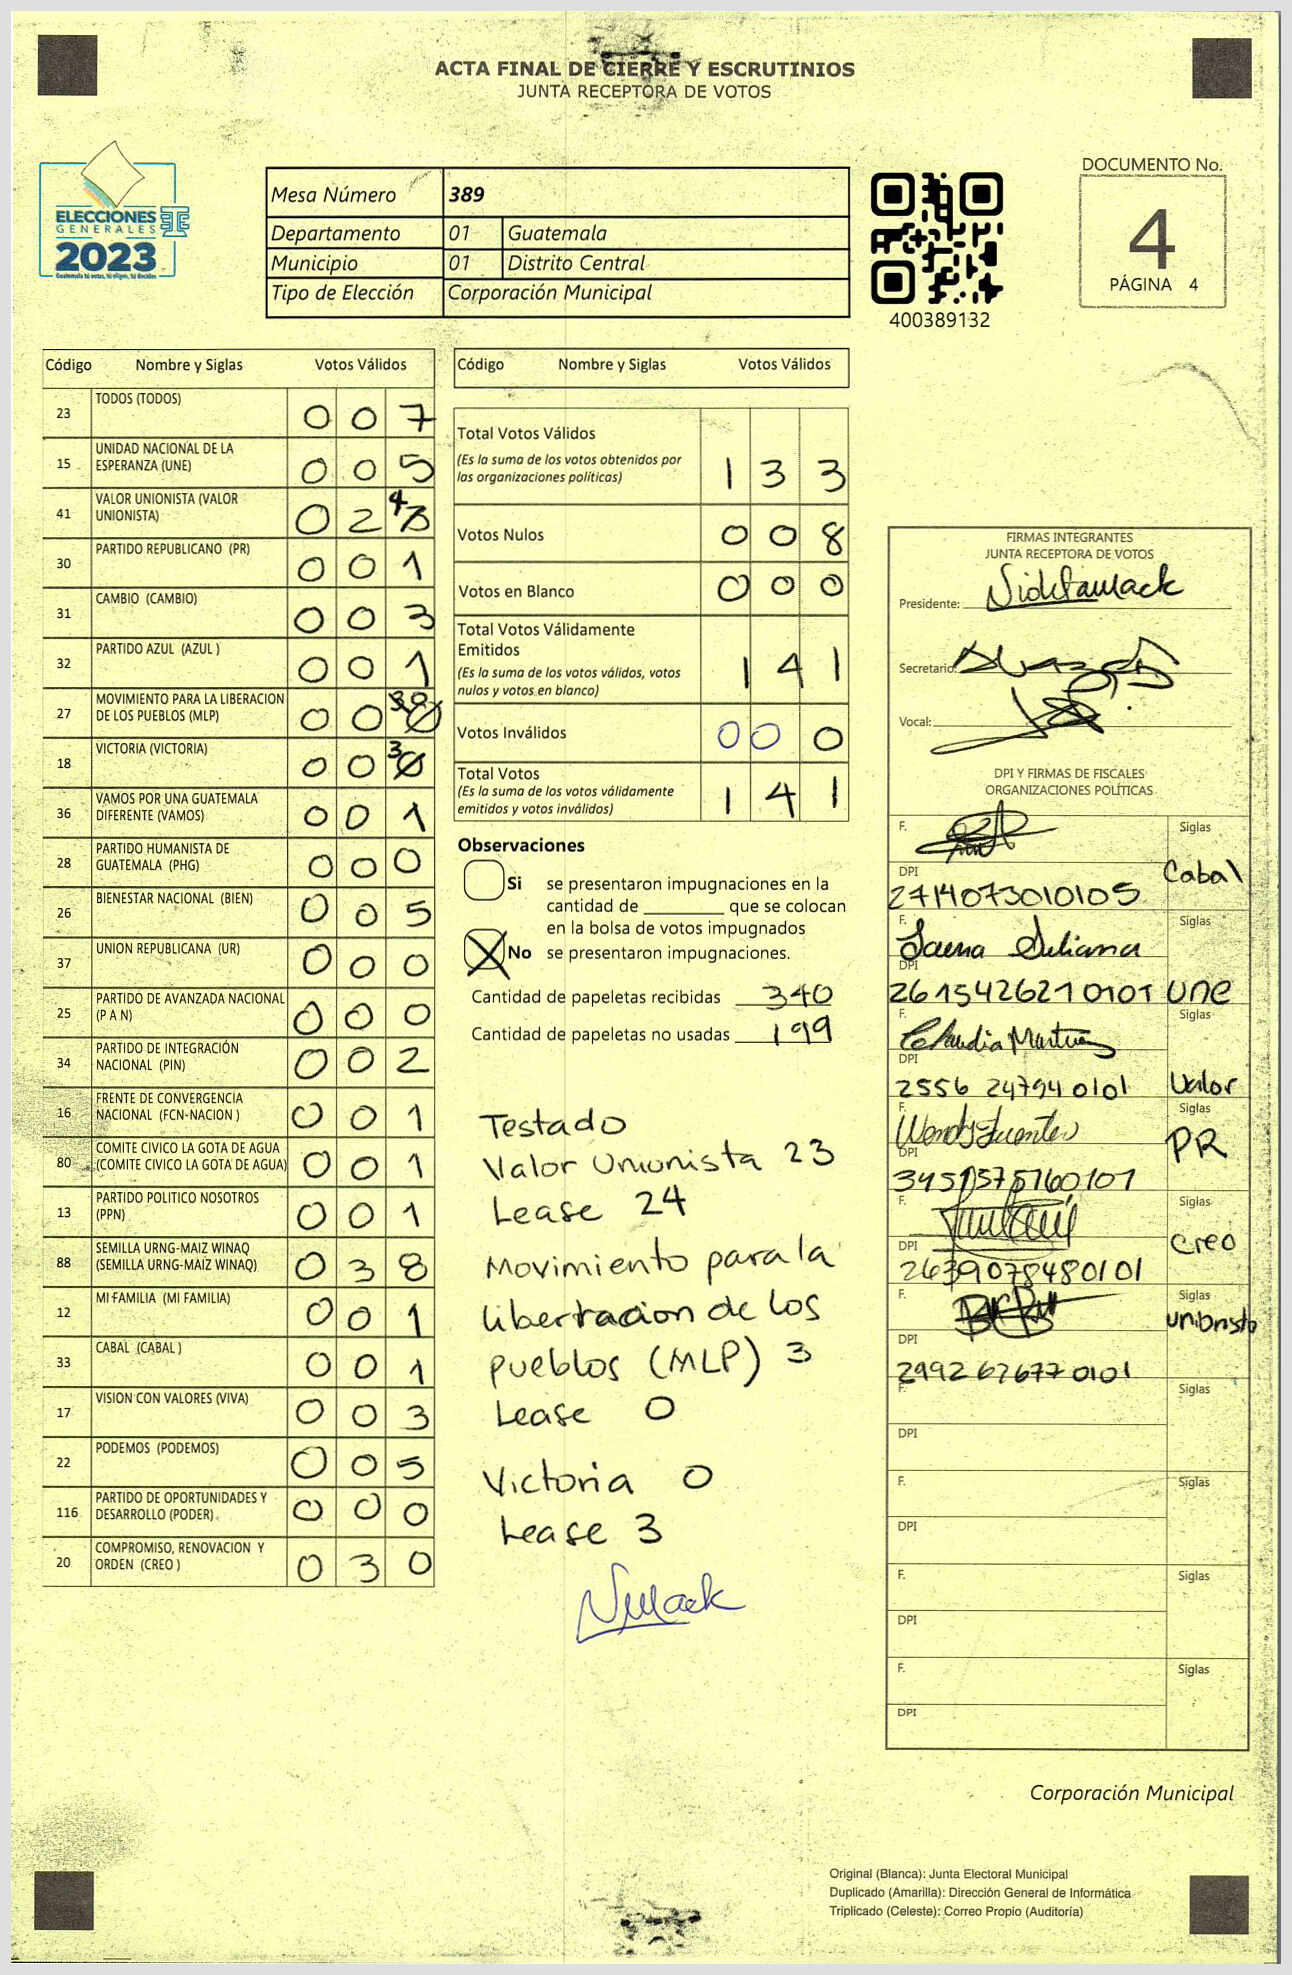 ACTA FINAL DE CIERRE Y ESCRUTINIOS
JUNTA RECEPTORA DE VOTOS
ELECCIONES
GENERALES
2023
Mesa Número 389
Departamento 01 Guatemala
Municipio 01 Distrito Central
Tipo de Elección Corporación Municipal
400389132
DOCUMENTO No.
4
PÁGINA 4
Código Nombre y Siglas Votos Válidos
23 TODOS (TODOS) 0 0 7
15 UNIDAD NACIONAL DE LA
ESPERANZA (UNE) 0 0 5
41 VALOR UNIONISTA (VALOR
UNIONISTA) 0 2 3 4
30 PARTIDO REPUBLICANO (PR) 0 0 1
31 CAMBIO (CAMBIO) 0 0 3
32 PARTIDO AZUL (AZUL ) 0 0 1
27 MOVIMIENTO PARA LA LIBERACION
DE LOS PUEBLOS (MLP) 0 0 3 0
18 VICTORIA (VICTORIA) 0 0 3 0
36 VAMOS POR UNA GUATEMALA
DIFERENTE (VAMOS) 0 0 1
28 PARTIDO HUMANISTA DE
GUATEMALA (PHG) 0 0 0
26 BIENESTAR NACIONAL (BIEN) 0 0 5
37 UNION REPUBLICANA (UR) 0 0 0
25 PARTIDO DE AVANZADA NACIONAL
(P A N) 0 0 0
34 PARTIDO DE INTEGRACIÓN
NACIONAL (PIN) 0 0 2
16 FRENTE DE CONVERGENCIA
NACIONAL (FCN-NACION ) 0 0 1
80 COMITE CIVICO LA GOTA DE AGUA
(COMITE CIVICO LA GOTA DE AGUA) 0 0 1
13 PARTIDO POLITICO NOSOTROS
(PPN) 0 0 1
88 SEMILLA URNG-MAIZ WINAQ
(SEMILLA URNG-MAIZ WINAQ) 0 3 8
12 MI FAMILIA (MI FAMILIA) 0 0 1
33 CABAL (CABAL ) 0 0 1
17 VISION CON VALORES (VIVA) 0 0 3
22 PODEMOS (PODEMOS) 0 0 5
116 PARTIDO DE OPORTUNIDADES Y
DESARROLLO (PODER) 0 0 0
20 COMPROMISO, RENOVACION Y
ORDEN (CREO ) 0 3 0
Código Nombre y Siglas Votos Válidos
Total Votos Válidos
(Es la suma de los votos obtenidos por
las organizaciones políticas) 1 3 3
Votos Nulos 0 0 8
Votos en Blanco 0 0 0
Total Votos Válidamente
Emitidos
(Es la suma de los votos válidos, votos
nulos y votos en blanco) 1 4 1
Votos Inválidos 0 0 0
Total Votos
(Es la suma de los votos válidamente
emitidos y votos inválidos) 1 4 1
Observaciones
Si se presentaron impugnaciones en la
cantidad de ________ que se colocan
en la bolsa de votos impugnados
No se presentaron impugnaciones.
Cantidad de papeletas recibidas 340
Cantidad de papeletas no usadas 199
Testado
Valor Unionista 23
Lease 24
Movimiento para la
libertacion de los
pueblos (MLP) 3
Lease 0
Victoria 0
Lease 3
FIRMAS INTEGRANTES
JUNTA RECEPTORA DE VOTOS
Presidente:
Secretario:
Vocal:
DPI Y FIRMAS DE FISCALES
ORGANIZACIONES POLÍTICAS
F. Siglas
Cabal
DPI
2714073010105
F. Siglas
DPI
2615426210101 une
F. Claudia Martinez Siglas
DPI
2556 24794 0101 Valor
F. Wendy Fuentes Siglas
PR
DPI
3451575760101
F. Siglas
creo
DPI
2639078480101
F. Siglas
unionista
DPI
2992 67677 0101
F. Siglas
DPI
F. Siglas
DPI
F. Siglas
DPI
F. Siglas
DPI
Corporación Municipal
Original (Blanca): Junta Electoral Municipal
Duplicado (Amarilla): Dirección General de Informática
Triplicado (Celeste): Correo Propio (Auditoría)